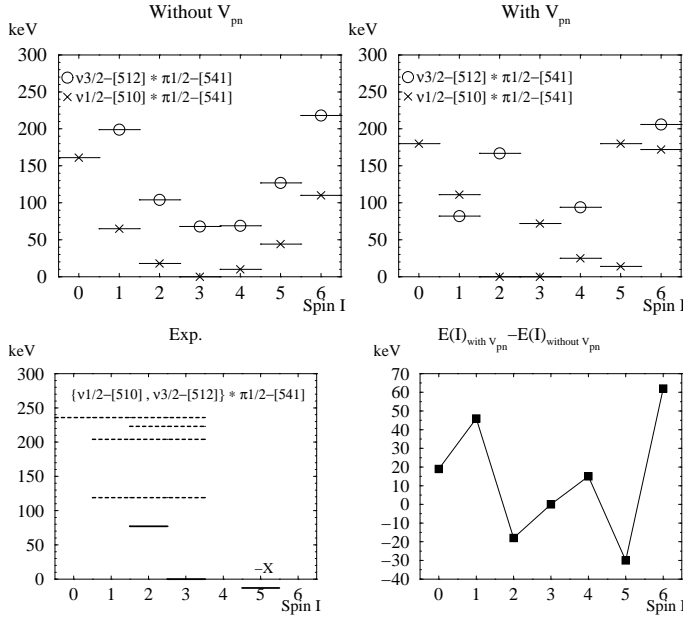 Without Vpn
keV
300
250
200
150
100
50
0
ν3/2−[512] * π1/2−[541]
ν1/2−[510] * π1/2−[541]
0 1 2 3 4 5 6
Spin I
With Vpn
keV
300
250
200
150
100
50
0
ν3/2−[512] * π1/2−[541]
ν1/2−[510] * π1/2−[541]
0 1 2 3 4 5 6
Spin I
Exp.
keV
300
250
200
150
100
50
0
{ν1/2−[510] , ν3/2−[512]} * π1/2−[541]
−X
0 1 2 3 4 5 6
Spin I
E(I)with Vpn−E(I)without Vpn
keV
70
60
50
40
30
20
10
0
−10
−20
−30
−40
0 1 2 3 4 5 6
Spin I